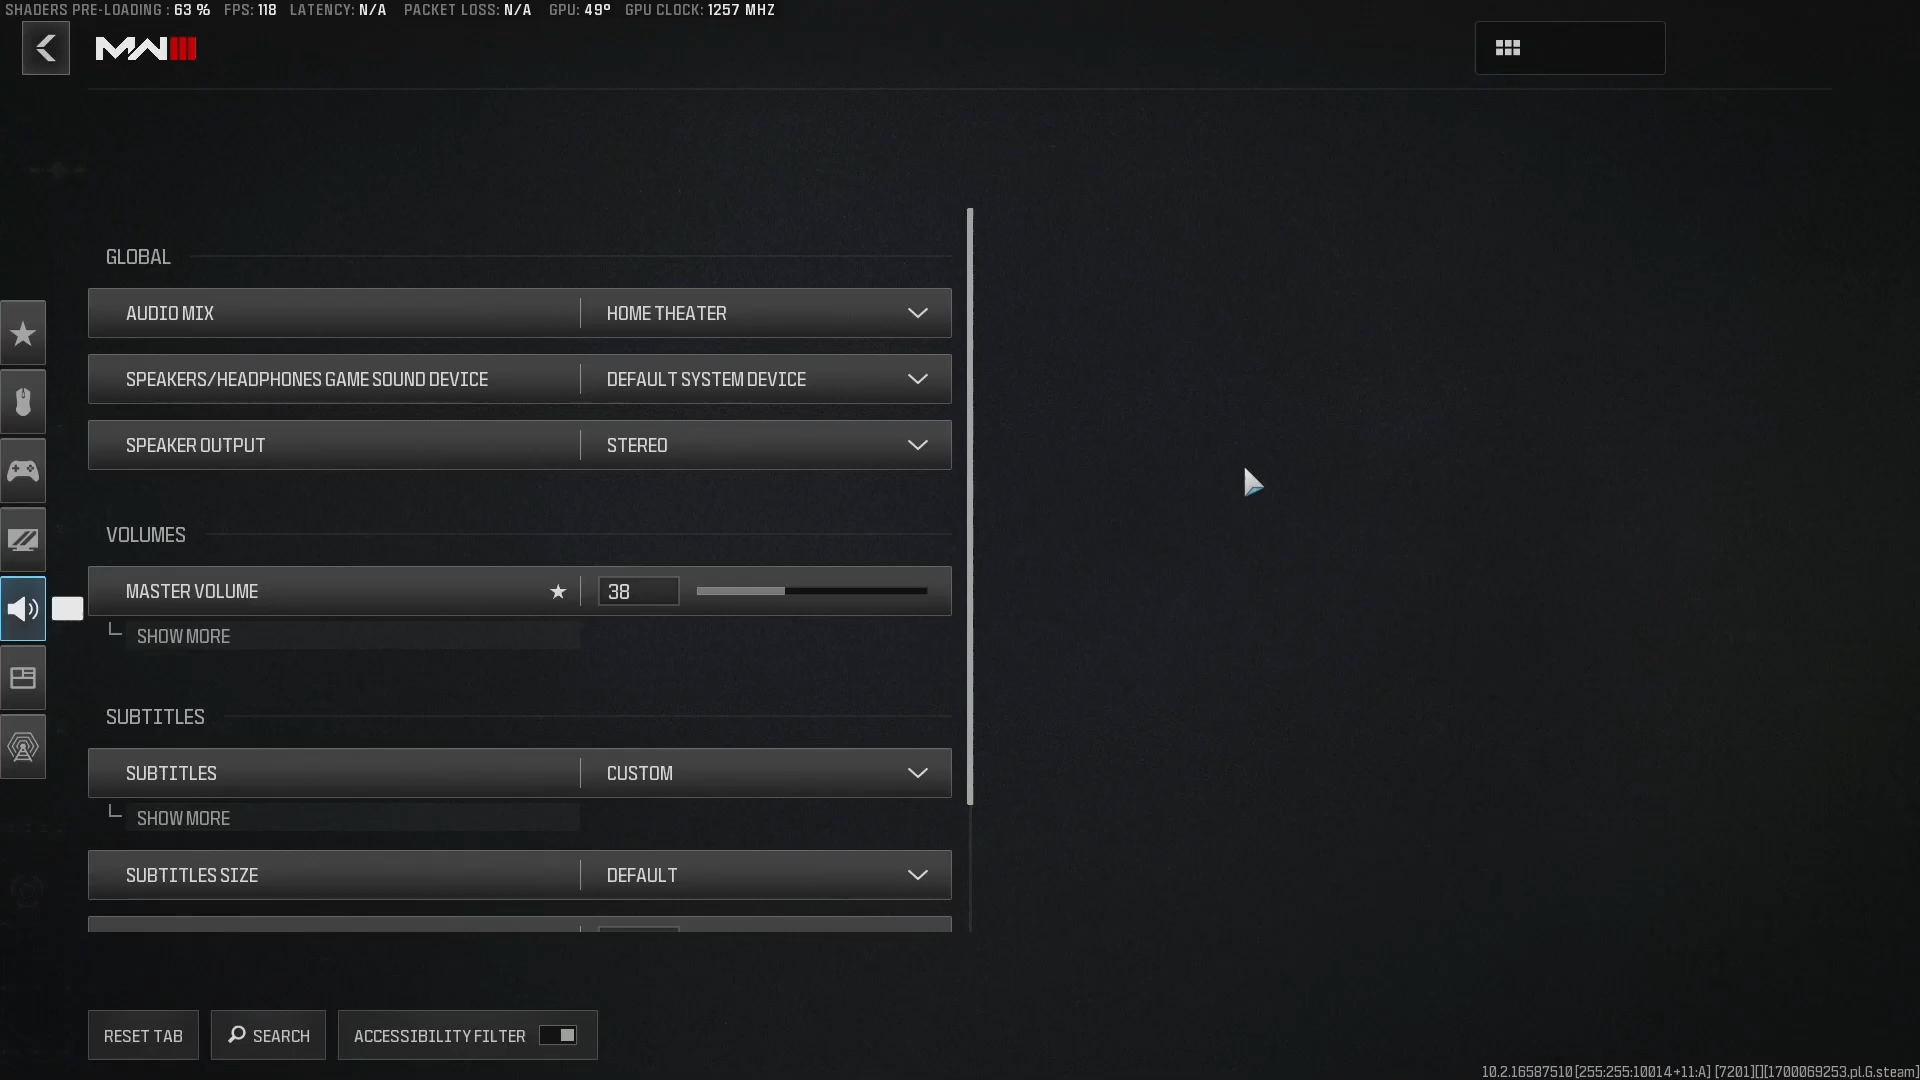 SHADERS PRE-LOADING : 63 % FPS: 118 LATENCY: N/A PACKET LOSS: N/A GPU: 49° GPU CLOCK: 1257 MHZ
MWIII
GLOBAL
AUDIO MIX HOME THEATER
SPEAKERS/HEADPHONES GAME SOUND DEVICE DEFAULT SYSTEM DEVICE
SPEAKER OUTPUT STEREO
VOLUMES
MASTER VOLUME 38
SHOW MORE
SUBTITLES
SUBTITLES CUSTOM
SHOW MORE
SUBTITLES SIZE DEFAULT
RESET TAB SEARCH ACCESSIBILITY FILTER
10.2.16587510[255:255:10014+11:A] [7201][][1700069253.pl.G.steam]